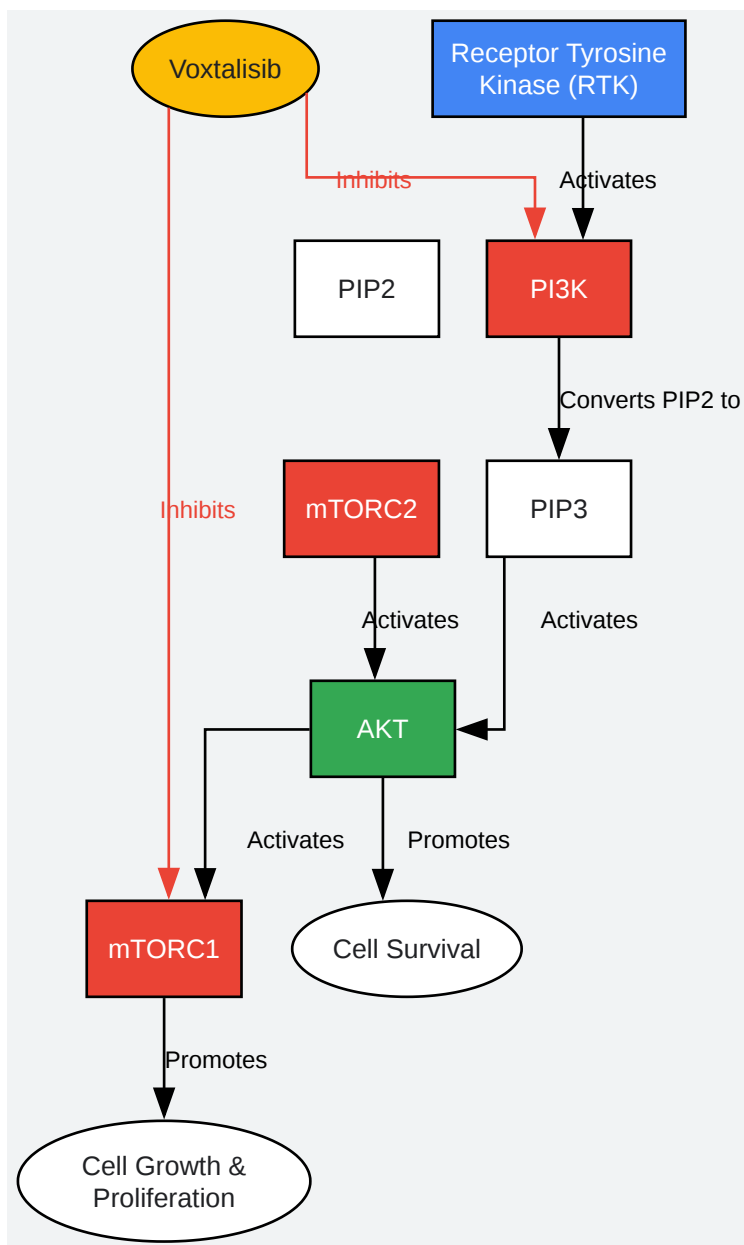 Voxtalisib
Receptor Tyrosine
Kinase (RTK)
Inhibits
Activates
PIP2
PI3K
Converts PIP2 to
Inhibits
mTORC2
PIP3
Activates
Activates
AKT
Activates
Promotes
mTORC1
Cell Survival
Promotes
Cell Growth &
Proliferation